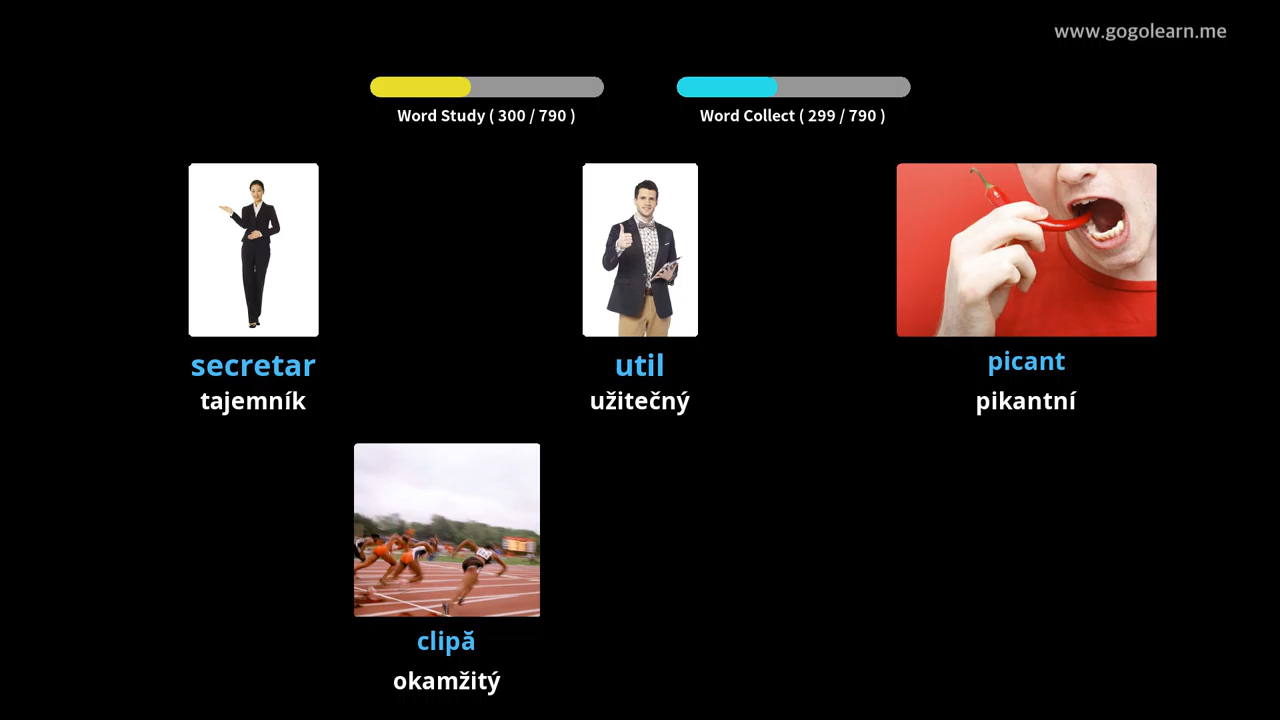 www.gogolearn.me
Word Study ( 300 / 790 )
Word Collect ( 299 / 790 )
secretar
tajemník
util
užitečný
picant
pikantní
clipă
okamžitý